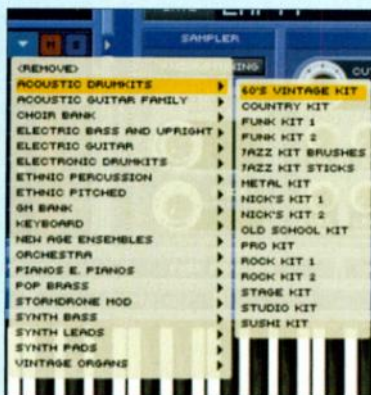 SAMPLER
<REMOVE>
ACOUSTIC DRUMKITS
ACOUSTIC GUITAR FAMILY
CHOIR BANK
ELECTRIC BASS AND UPRIGHT
ELECTRIC GUITAR
ELECTRONIC DRUMKITS
ETHNIC PERCUSSION
ETHNIC PITCHED
GM BANK
KEYBOARD
NEW AGE ENSEMBLES
ORCHESTRA
PIANOS E. PIANOS
POP BRASS
STORMDRONE MOD
SYNTH BASS
SYNTH LEADS
SYNTH PADS
VINTAGE ORGANS
60'S VINTAGE KIT
COUNTRY KIT
FUNK KIT 1
FUNK KIT 2
JAZZ KIT BRUSHES
JAZZ KIT STICKS
METAL KIT
NICK'S KIT 1
NICK'S KIT 2
OLD SCHOOL KIT
PRO KIT
ROCK KIT 1
ROCK KIT 2
STAGE KIT
STUDIO KIT
SUSHI KIT